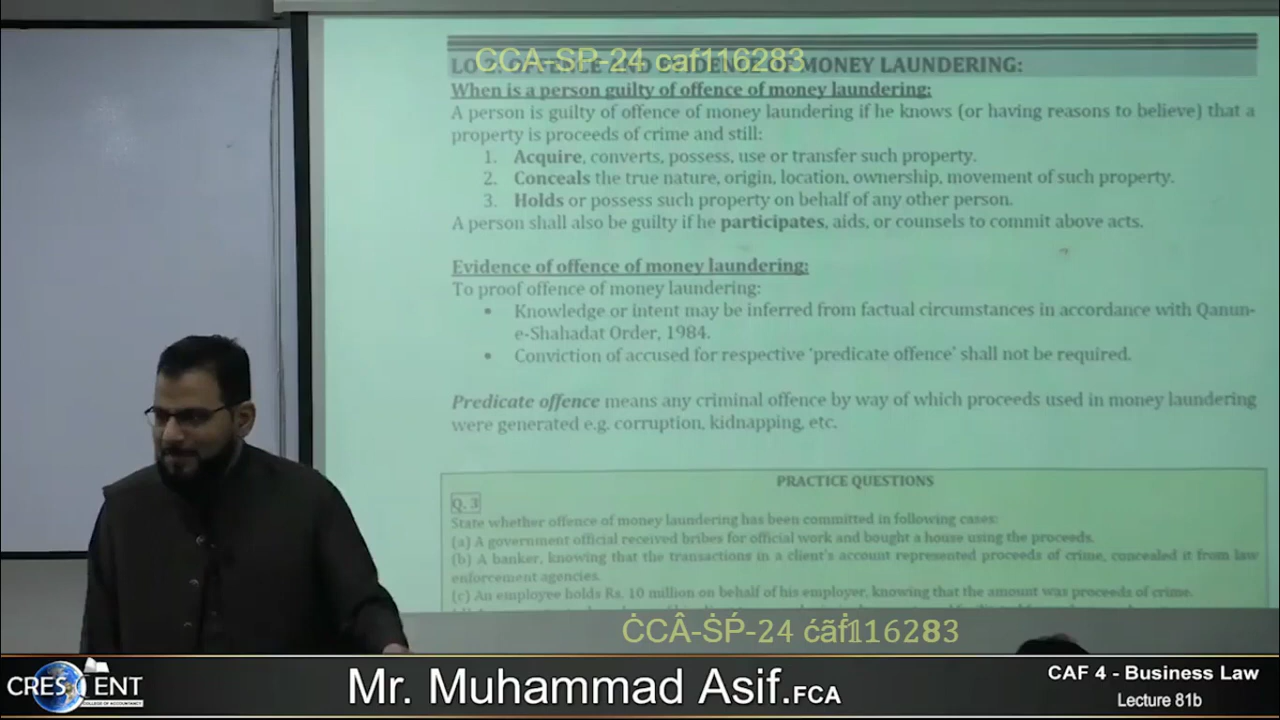 CCA-SP-24 caf116283
MONEY LAUNDERING:
When is a person guilty of offence of money laundering:
A person is guilty of offence of money laundering if he knows (or having reasons to believe) that a
property is proceeds of crime and still:
1. Acquire, converts, possess, use or transfer such property.
2. Conceals the true nature, origin, location, ownership, movement of such property.
3. Holds or possess such property on behalf of any other person.
A person shall also be guilty if he participates, aids, or counsels to commit above acts.
Evidence of offence of money laundering:
To proof offence of money laundering:
• Knowledge or intent may be inferred from factual circumstances in accordance with Qanun-
e-Shahadat Order, 1984.
• Conviction of accused for respective 'predicate offence' shall not be required.
Predicate offence means any criminal offence by way of which proceeds used in money laundering
were generated e.g. corruption, kidnapping, etc.
PRACTICE QUESTIONS
Q. 3
State whether offence of money laundering has been committed in following cases:
(a) A government official received bribes for official work and bought a house using the proceeds.
(b) A banker, knowing that the transactions in a client's account represented proceeds of crime, concealed it from law
enforcement agencies.
(c) An employee holds Rs. 10 million on behalf of his employer, knowing that the amount was proceeds of crime.
ĊCÂ-ṠṔ-24 ćãḟ𝟙16283
CRESCENT
COLLEGE OF ACCOUNTANCY
Mr. Muhammad Asif.FCA
CAF 4 - Business Law
Lecture 81b